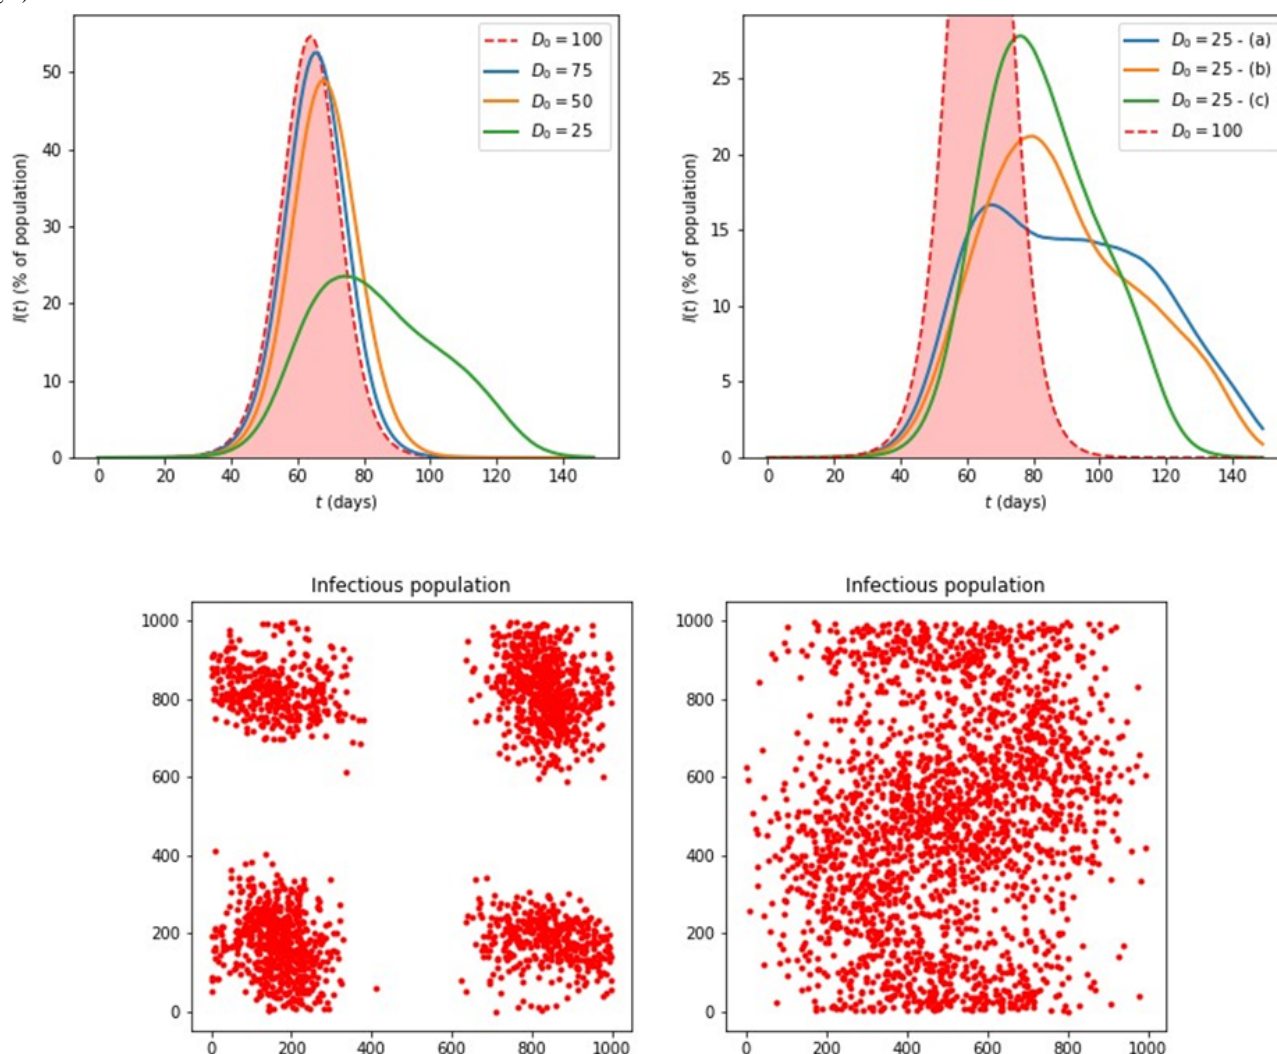 D₀ = 100
D₀ = 75
D₀ = 50
D₀ = 25
I(t) (% of population)
50
40
30
20
10
0
0 20 40 60 80 100 120 140
t (days)
D₀ = 25 - (a)
D₀ = 25 - (b)
D₀ = 25 - (c)
D₀ = 100
I(t) (% of population)
25
20
15
10
5
0
0 20 40 60 80 100 120 140
t (days)
Infectious population
1000
800
600
400
200
0
0 200 400 600 800 1000
Infectious population
1000
800
600
400
200
0
0 200 400 600 800 1000